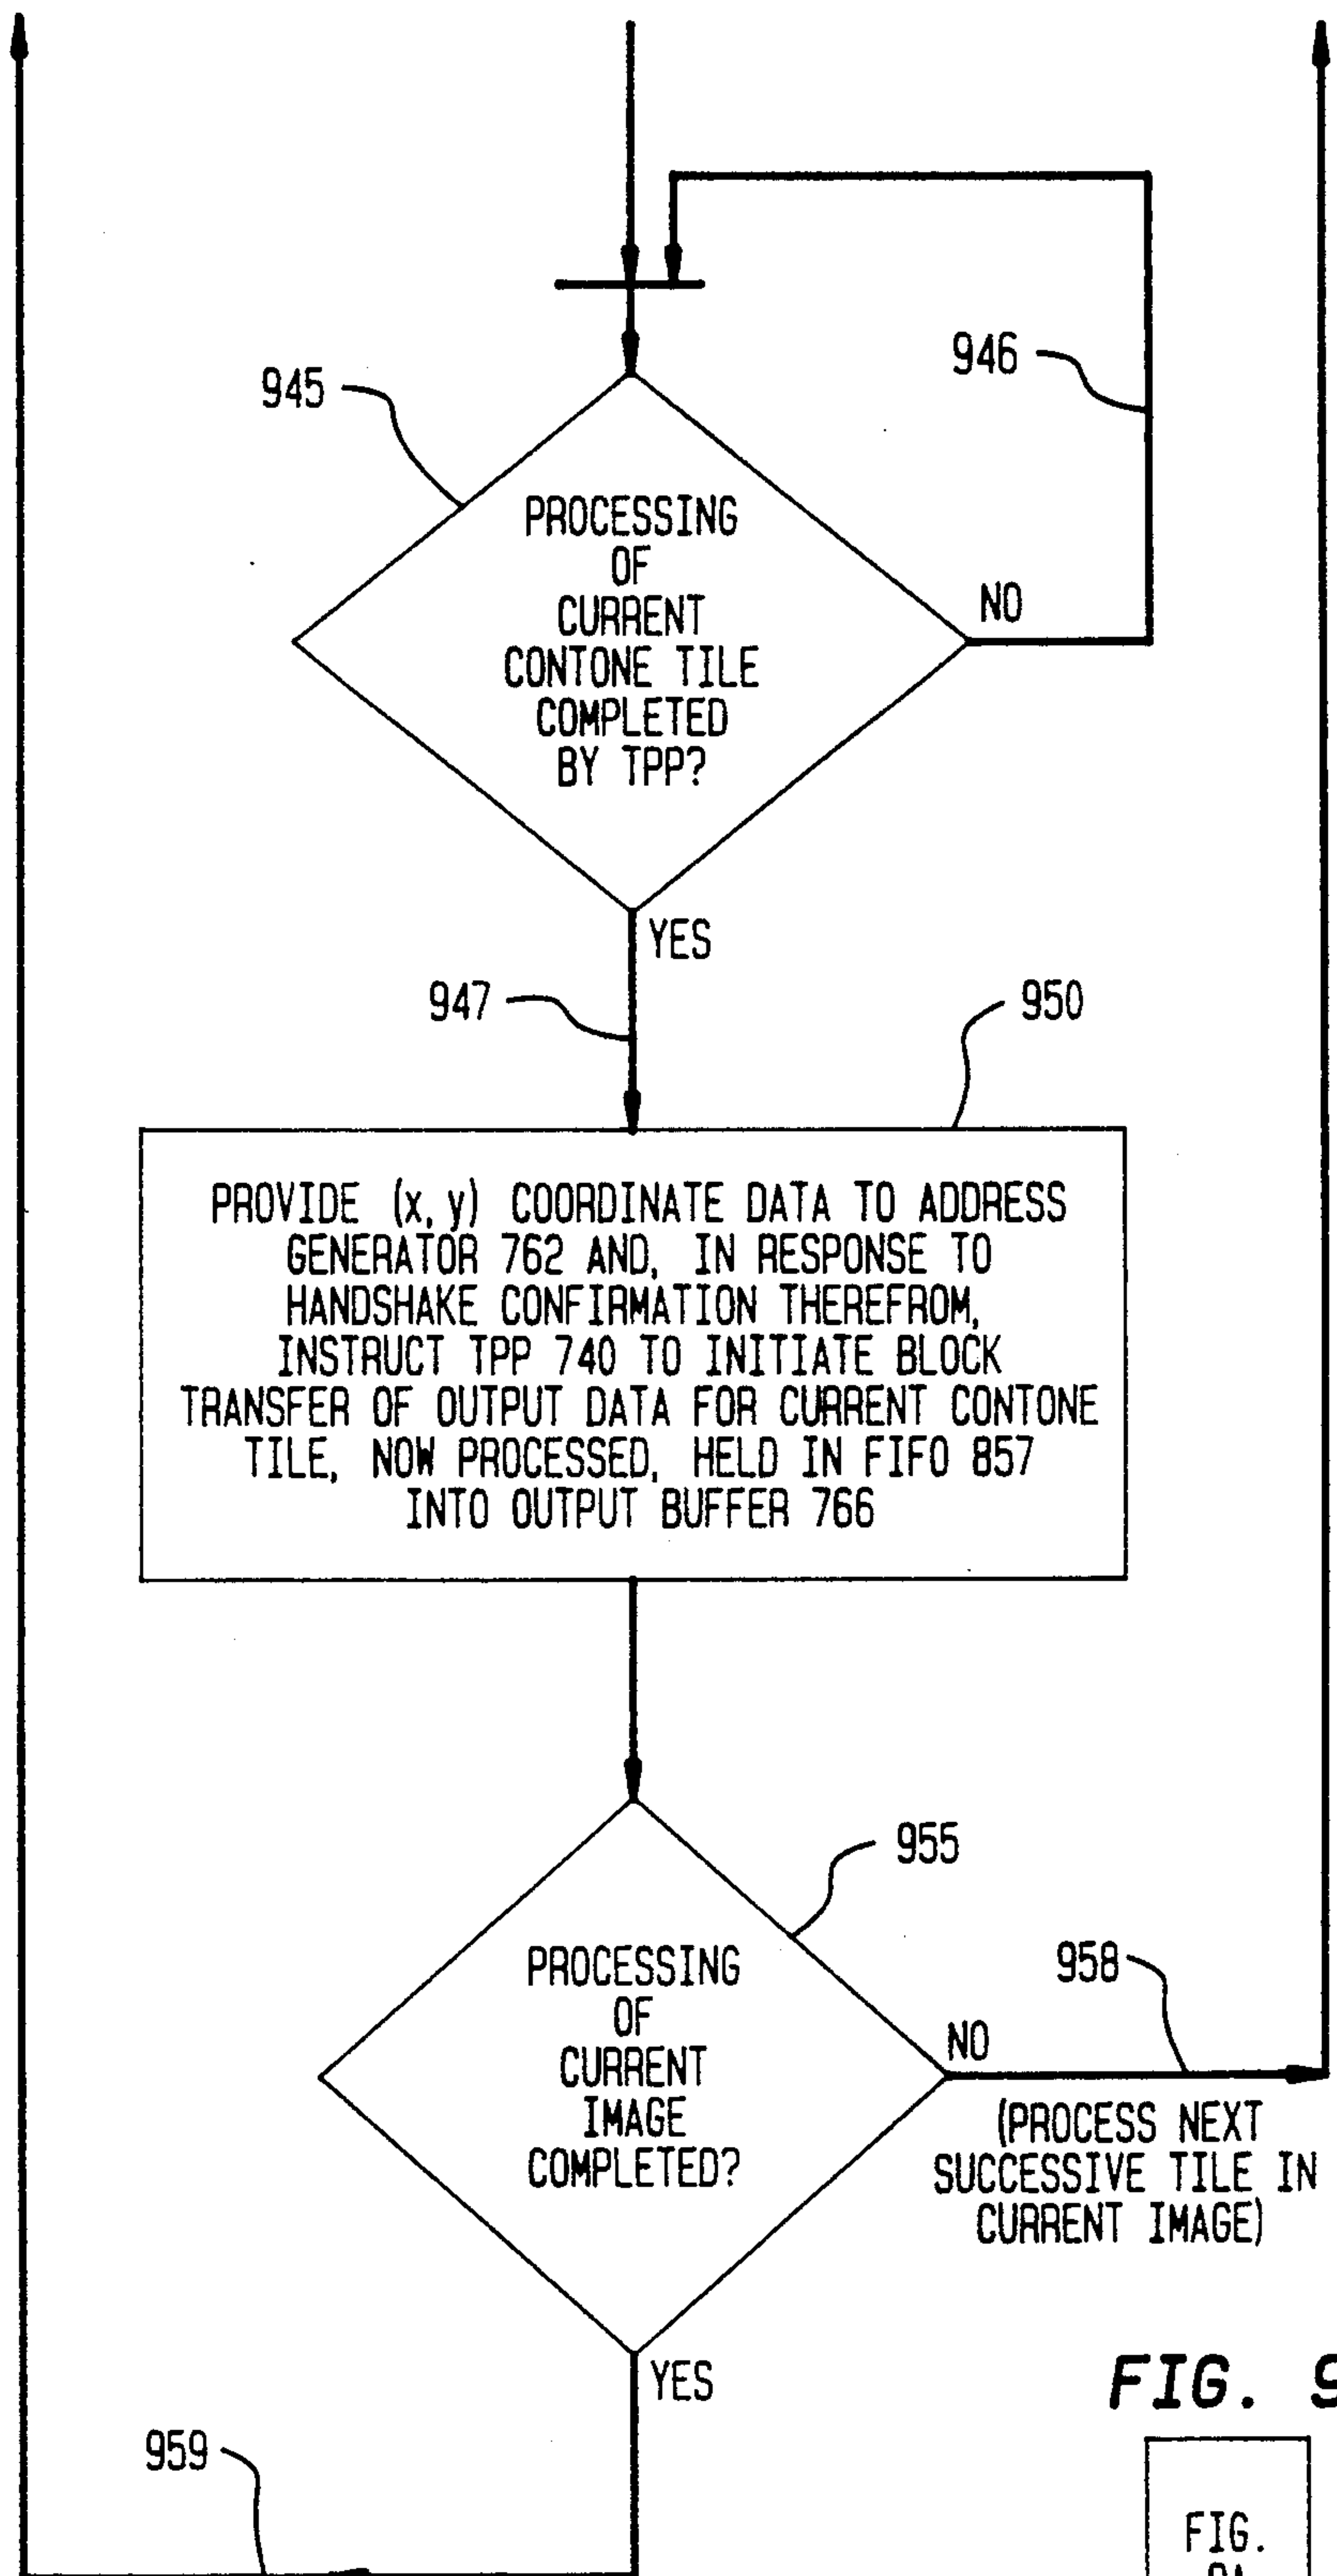 946
945
PROCESSING
OF
CURRENT
CONTONE TILE
COMPLETED
BY TPP?
NO
YES
947
950
PROVIDE (x, y) COORDINATE DATA TO ADDRESS
GENERATOR 762 AND, IN RESPONSE TO
HANDSHAKE CONFIRMATION THEREFROM,
INSTRUCT TPP 740 TO INITIATE BLOCK
TRANSFER OF OUTPUT DATA FOR CURRENT CONTONE
TILE, NOW PROCESSED, HELD IN FIFO 857
INTO OUTPUT BUFFER 766
955
PROCESSING
OF
CURRENT
IMAGE
COMPLETED?
958
NO
(PROCESS NEXT
SUCCESSIVE TILE IN
CURRENT IMAGE)
YES
959
FIG. 9
FIG.